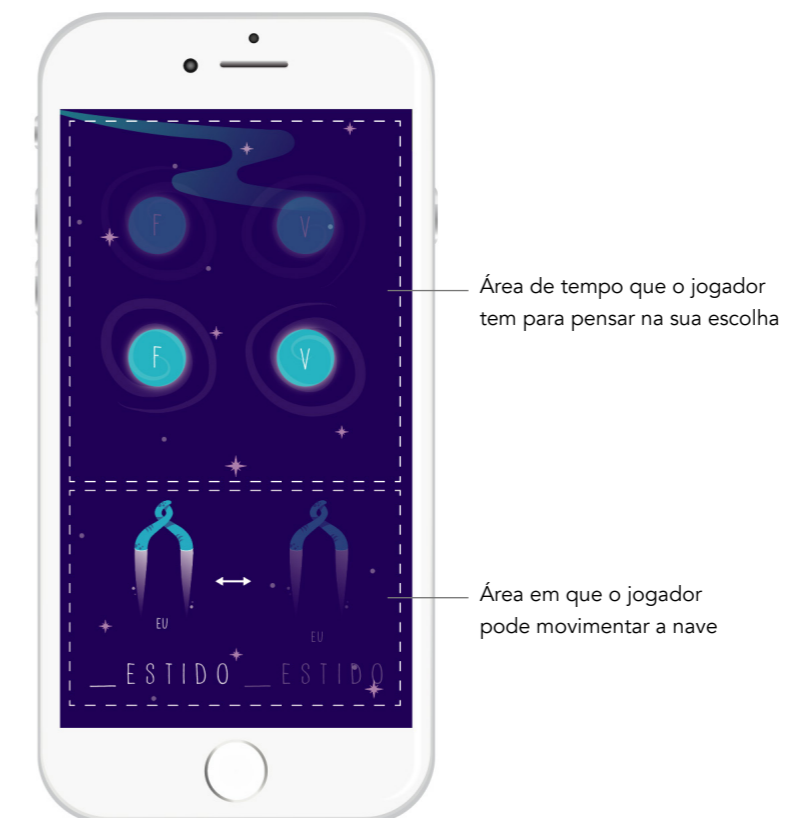 F V
F V
Área de tempo que o jogador
tem para pensar na sua escolha
EU EU
__ESTIDO __ESTIDO
Área em que o jogador
pode movimentar a nave